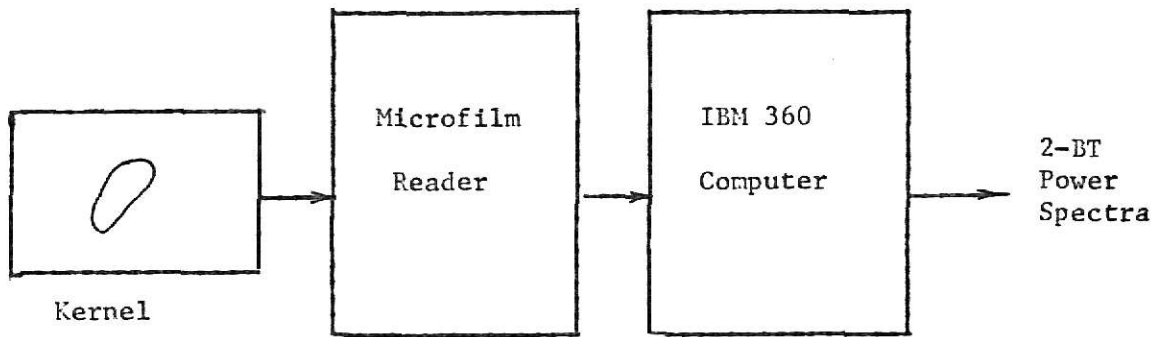 Kernel
Microfilm
Reader
IBM 360
Computer
2-BT
Power
Spectra